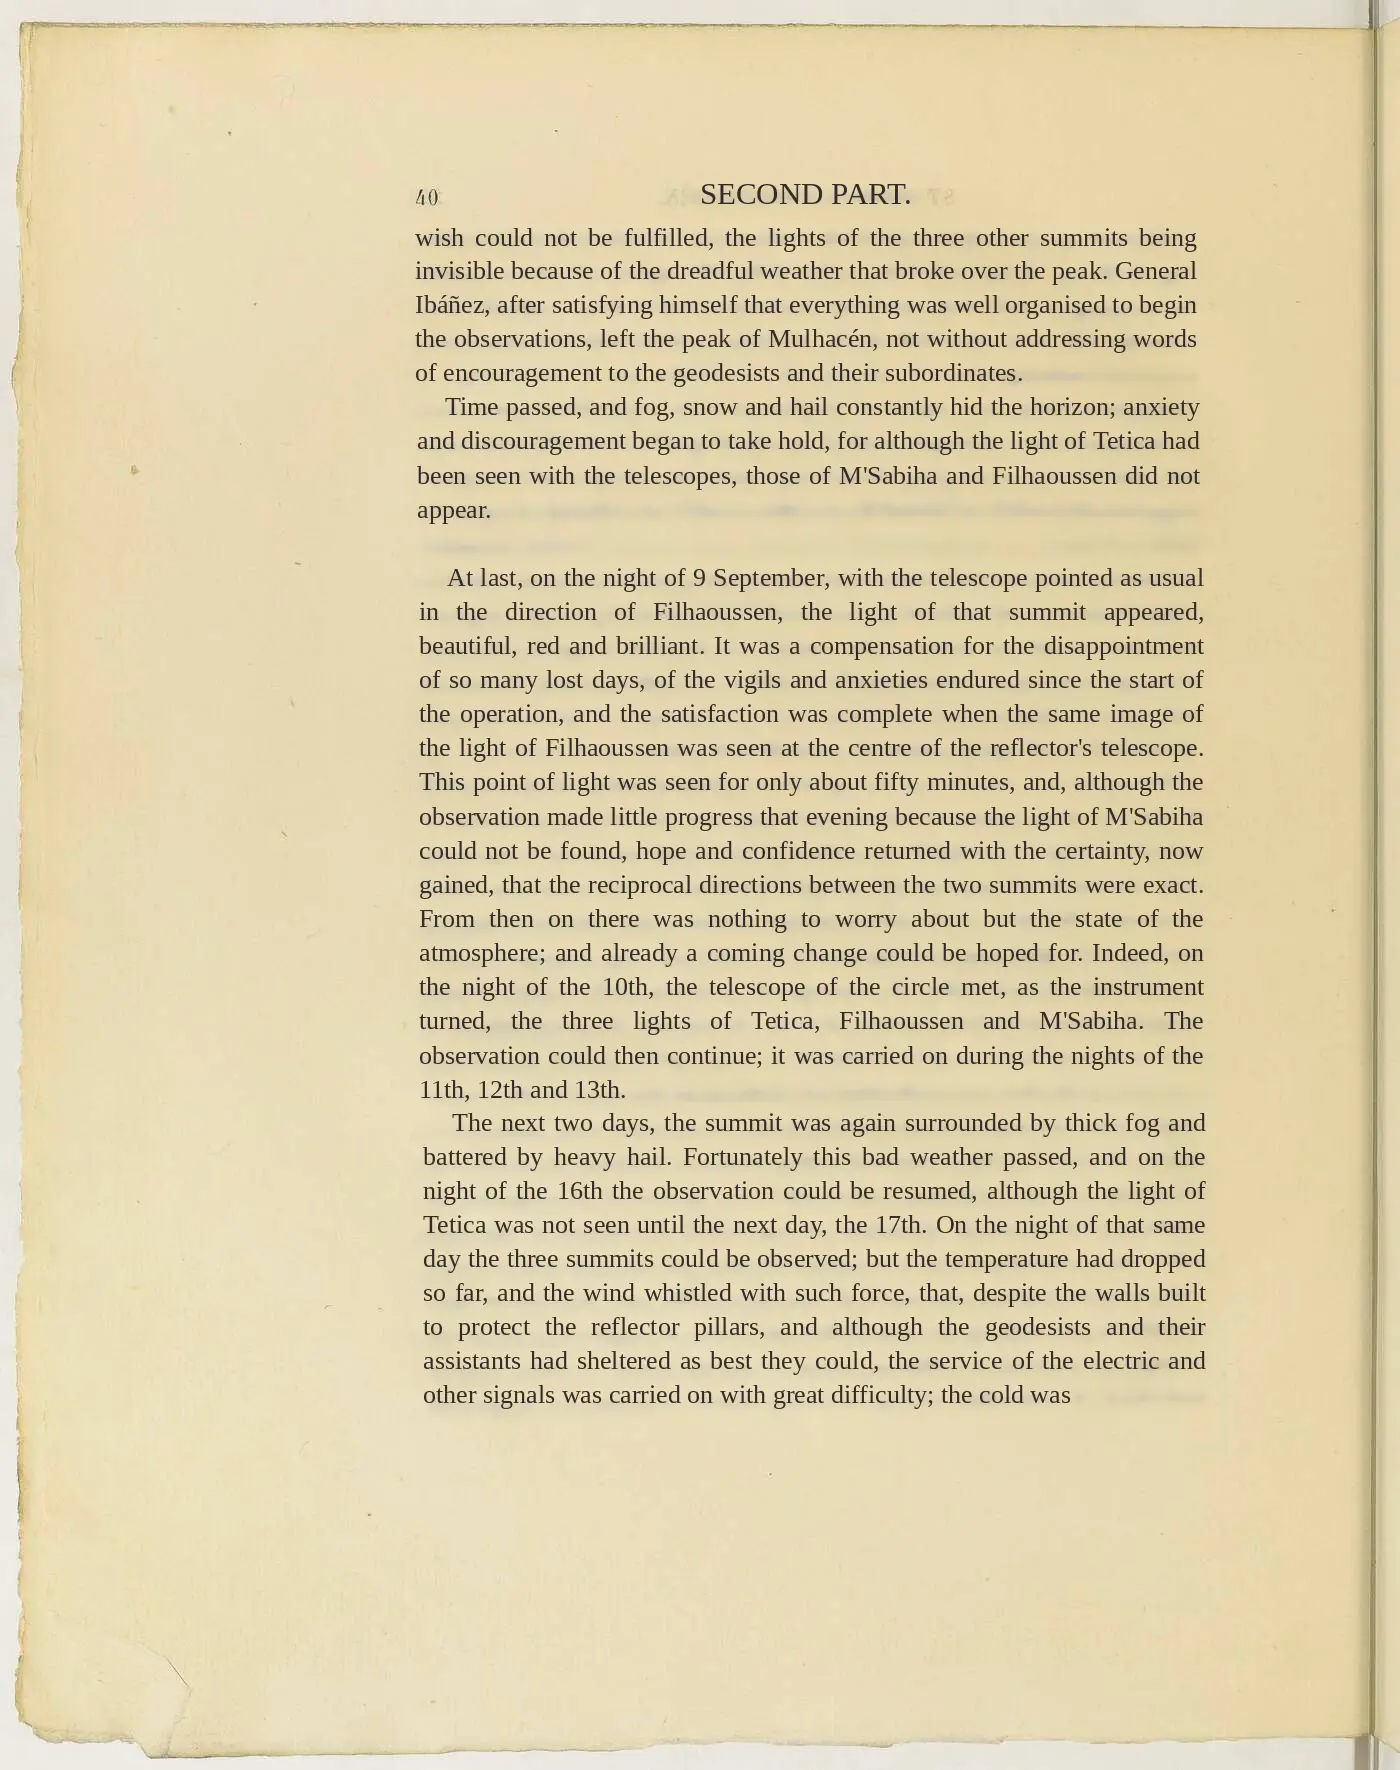 40 SECOND PART.
wish could not be fulfilled, the lights of the three other summits being
invisible because of the dreadful weather that broke over the peak. General
Ibáñez, after satisfying himself that everything was well organised to begin
the observations, left the peak of Mulhacén, not without addressing words
of encouragement to the geodesists and their subordinates.
Time passed, and fog, snow and hail constantly hid the horizon; anxiety
and discouragement began to take hold, for although the light of Tetica had
been seen with the telescopes, those of M'Sabiha and Filhaoussen did not
appear.
At last, on the night of 9 September, with the telescope pointed as usual
in the direction of Filhaoussen, the light of that summit appeared,
beautiful, red and brilliant. It was a compensation for the disappointment
of so many lost days, of the vigils and anxieties endured since the start of
the operation, and the satisfaction was complete when the same image of
the light of Filhaoussen was seen at the centre of the reflector's telescope.
This point of light was seen for only about fifty minutes, and, although the
observation made little progress that evening because the light of M'Sabiha
could not be found, hope and confidence returned with the certainty, now
gained, that the reciprocal directions between the two summits were exact.
From then on there was nothing to worry about but the state of the
atmosphere; and already a coming change could be hoped for. Indeed, on
the night of the 10th, the telescope of the circle met, as the instrument
turned, the three lights of Tetica, Filhaoussen and M'Sabiha. The
observation could then continue; it was carried on during the nights of the
11th, 12th and 13th.
The next two days, the summit was again surrounded by thick fog and
battered by heavy hail. Fortunately this bad weather passed, and on the
night of the 16th the observation could be resumed, although the light of
Tetica was not seen until the next day, the 17th. On the night of that same
day the three summits could be observed; but the temperature had dropped
so far, and the wind whistled with such force, that, despite the walls built
to protect the reflector pillars, and although the geodesists and their
assistants had sheltered as best they could, the service of the electric and
other signals was carried on with great difficulty; the cold was